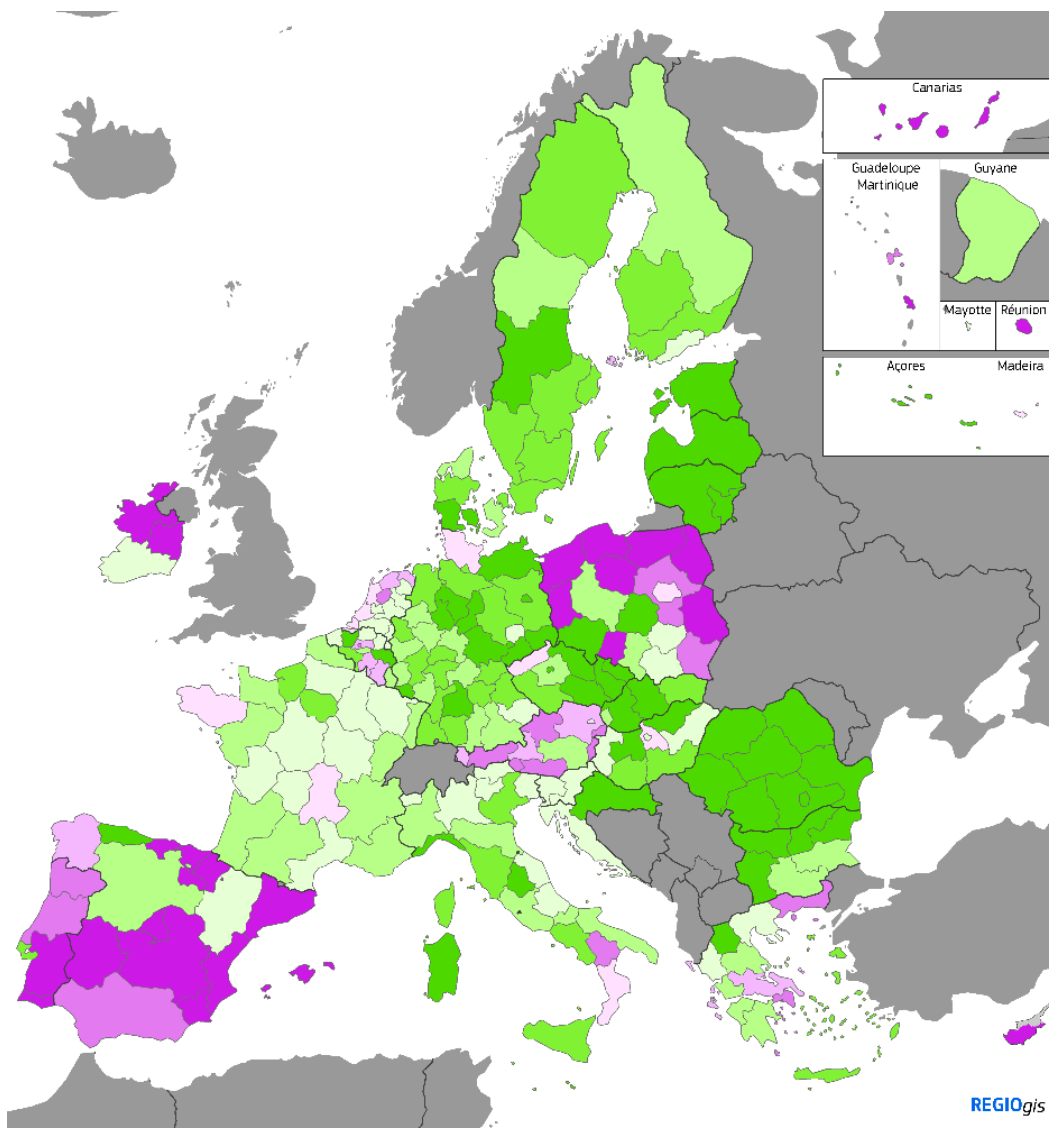 Canarias
Guadeloupe
Martinique
Guyane
Mayotte
Réunion
Açores
Madeira
REGIOgis